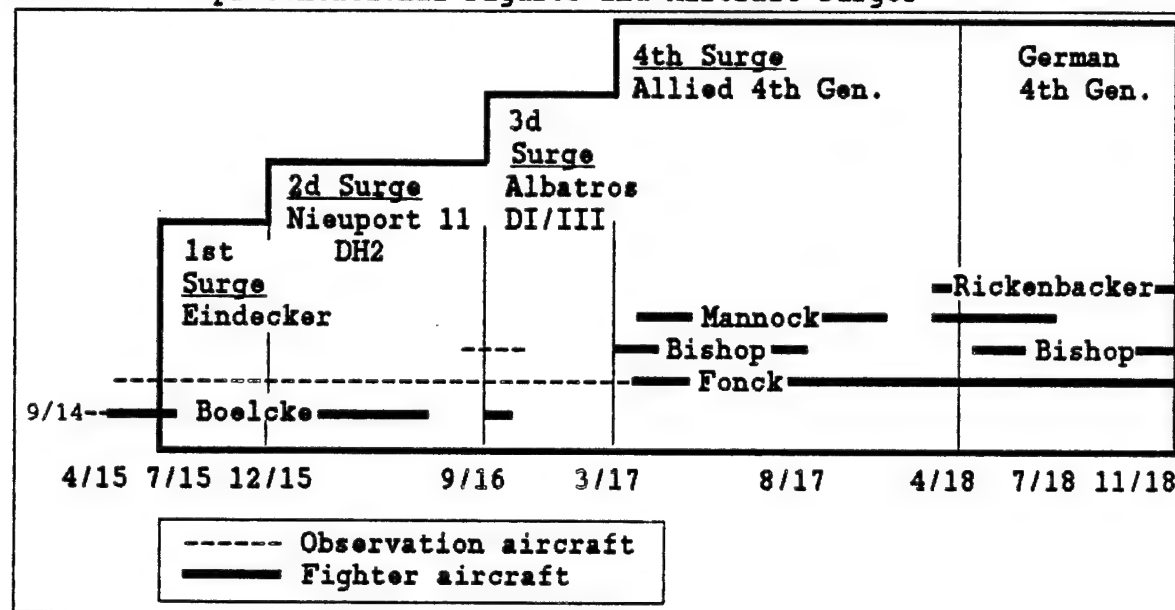 4th Surge
Allied 4th Gen.
German
4th Gen.
3d
Surge
Albatros
DI/III
2d Surge
Nieuport 11
DH2
1st
Surge
Eindecker
Rickenbacker
Mannock
Bishop
Bishop
Fonck
9/14
Boelcke
4/15 7/15 12/15 9/16 3/17 8/17 4/18 7/18 11/18
Observation aircraft
Fighter aircraft